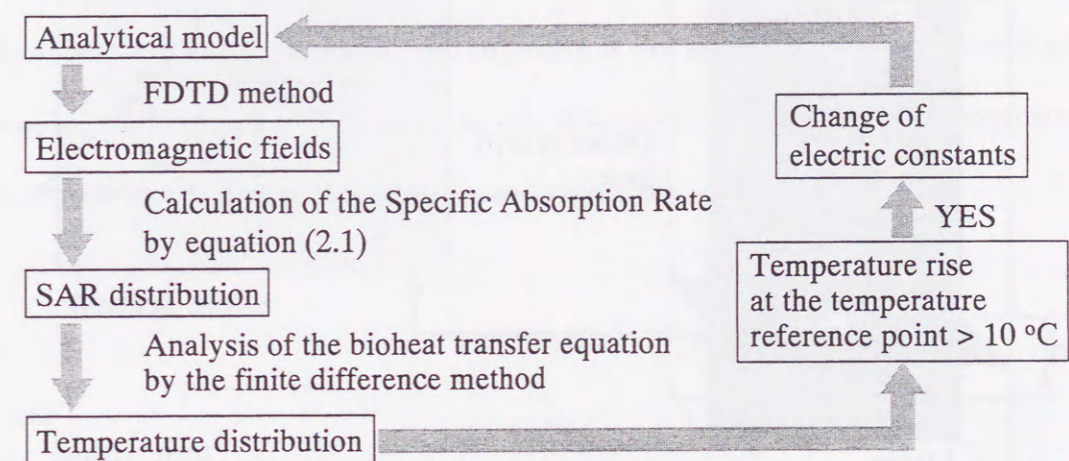 Analytical model
FDTD method
Electromagnetic fields
Calculation of the Specific Absorption Rate
by equation (2.1)
SAR distribution
Analysis of the bioheat transfer equation
by the finite difference method
Temperature distribution
Temperature rise
at the temperature
reference point > 10 °C
YES
Change of
electric constants